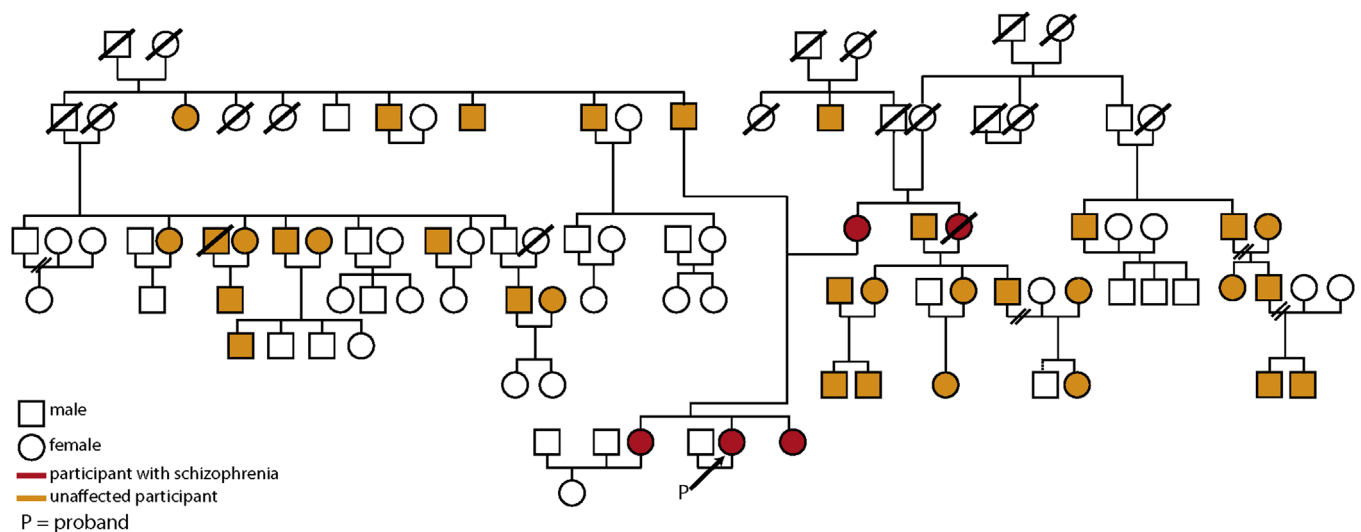 male
female
participant with schizophrenia
unaffected participant
P = proband
P